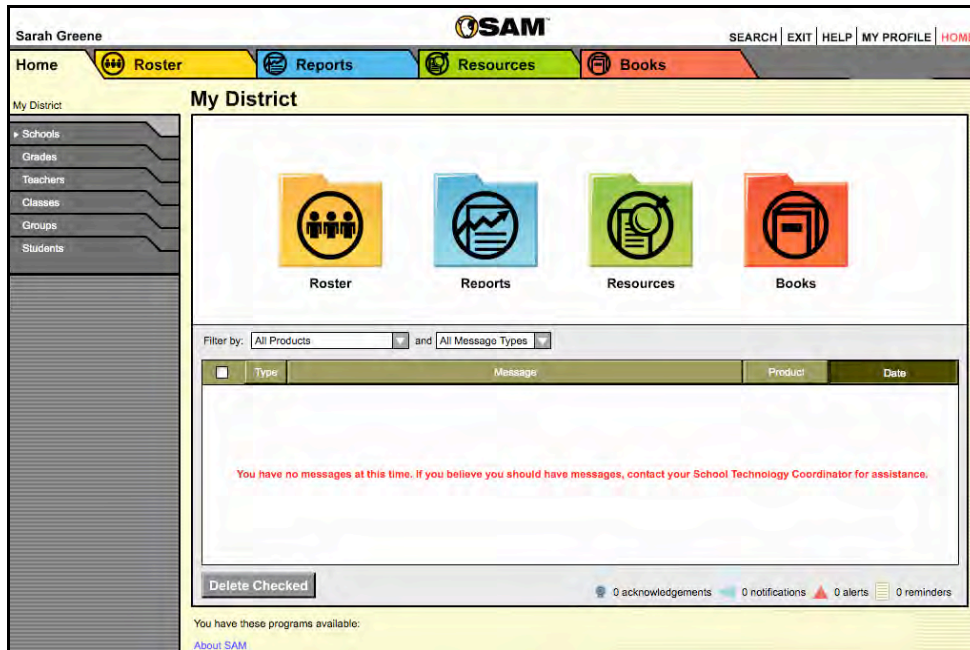 Sarah Greene
SAM™
SEARCH | EXIT | HELP | MY PROFILE | HOME
Home Roster Reports Resources Books
My District
My District
Schools
Grades
Teachers
Classes
Groups
Students
Roster Reports Resources Books
Filter by: All Products and All Message Types
Type Message Product Date
You have no messages at this time. If you believe you should have messages, contact your School Technology Coordinator for assistance.
Delete Checked
0 acknowledgements 0 notifications 0 alerts 0 reminders
You have these programs available:
About SAM